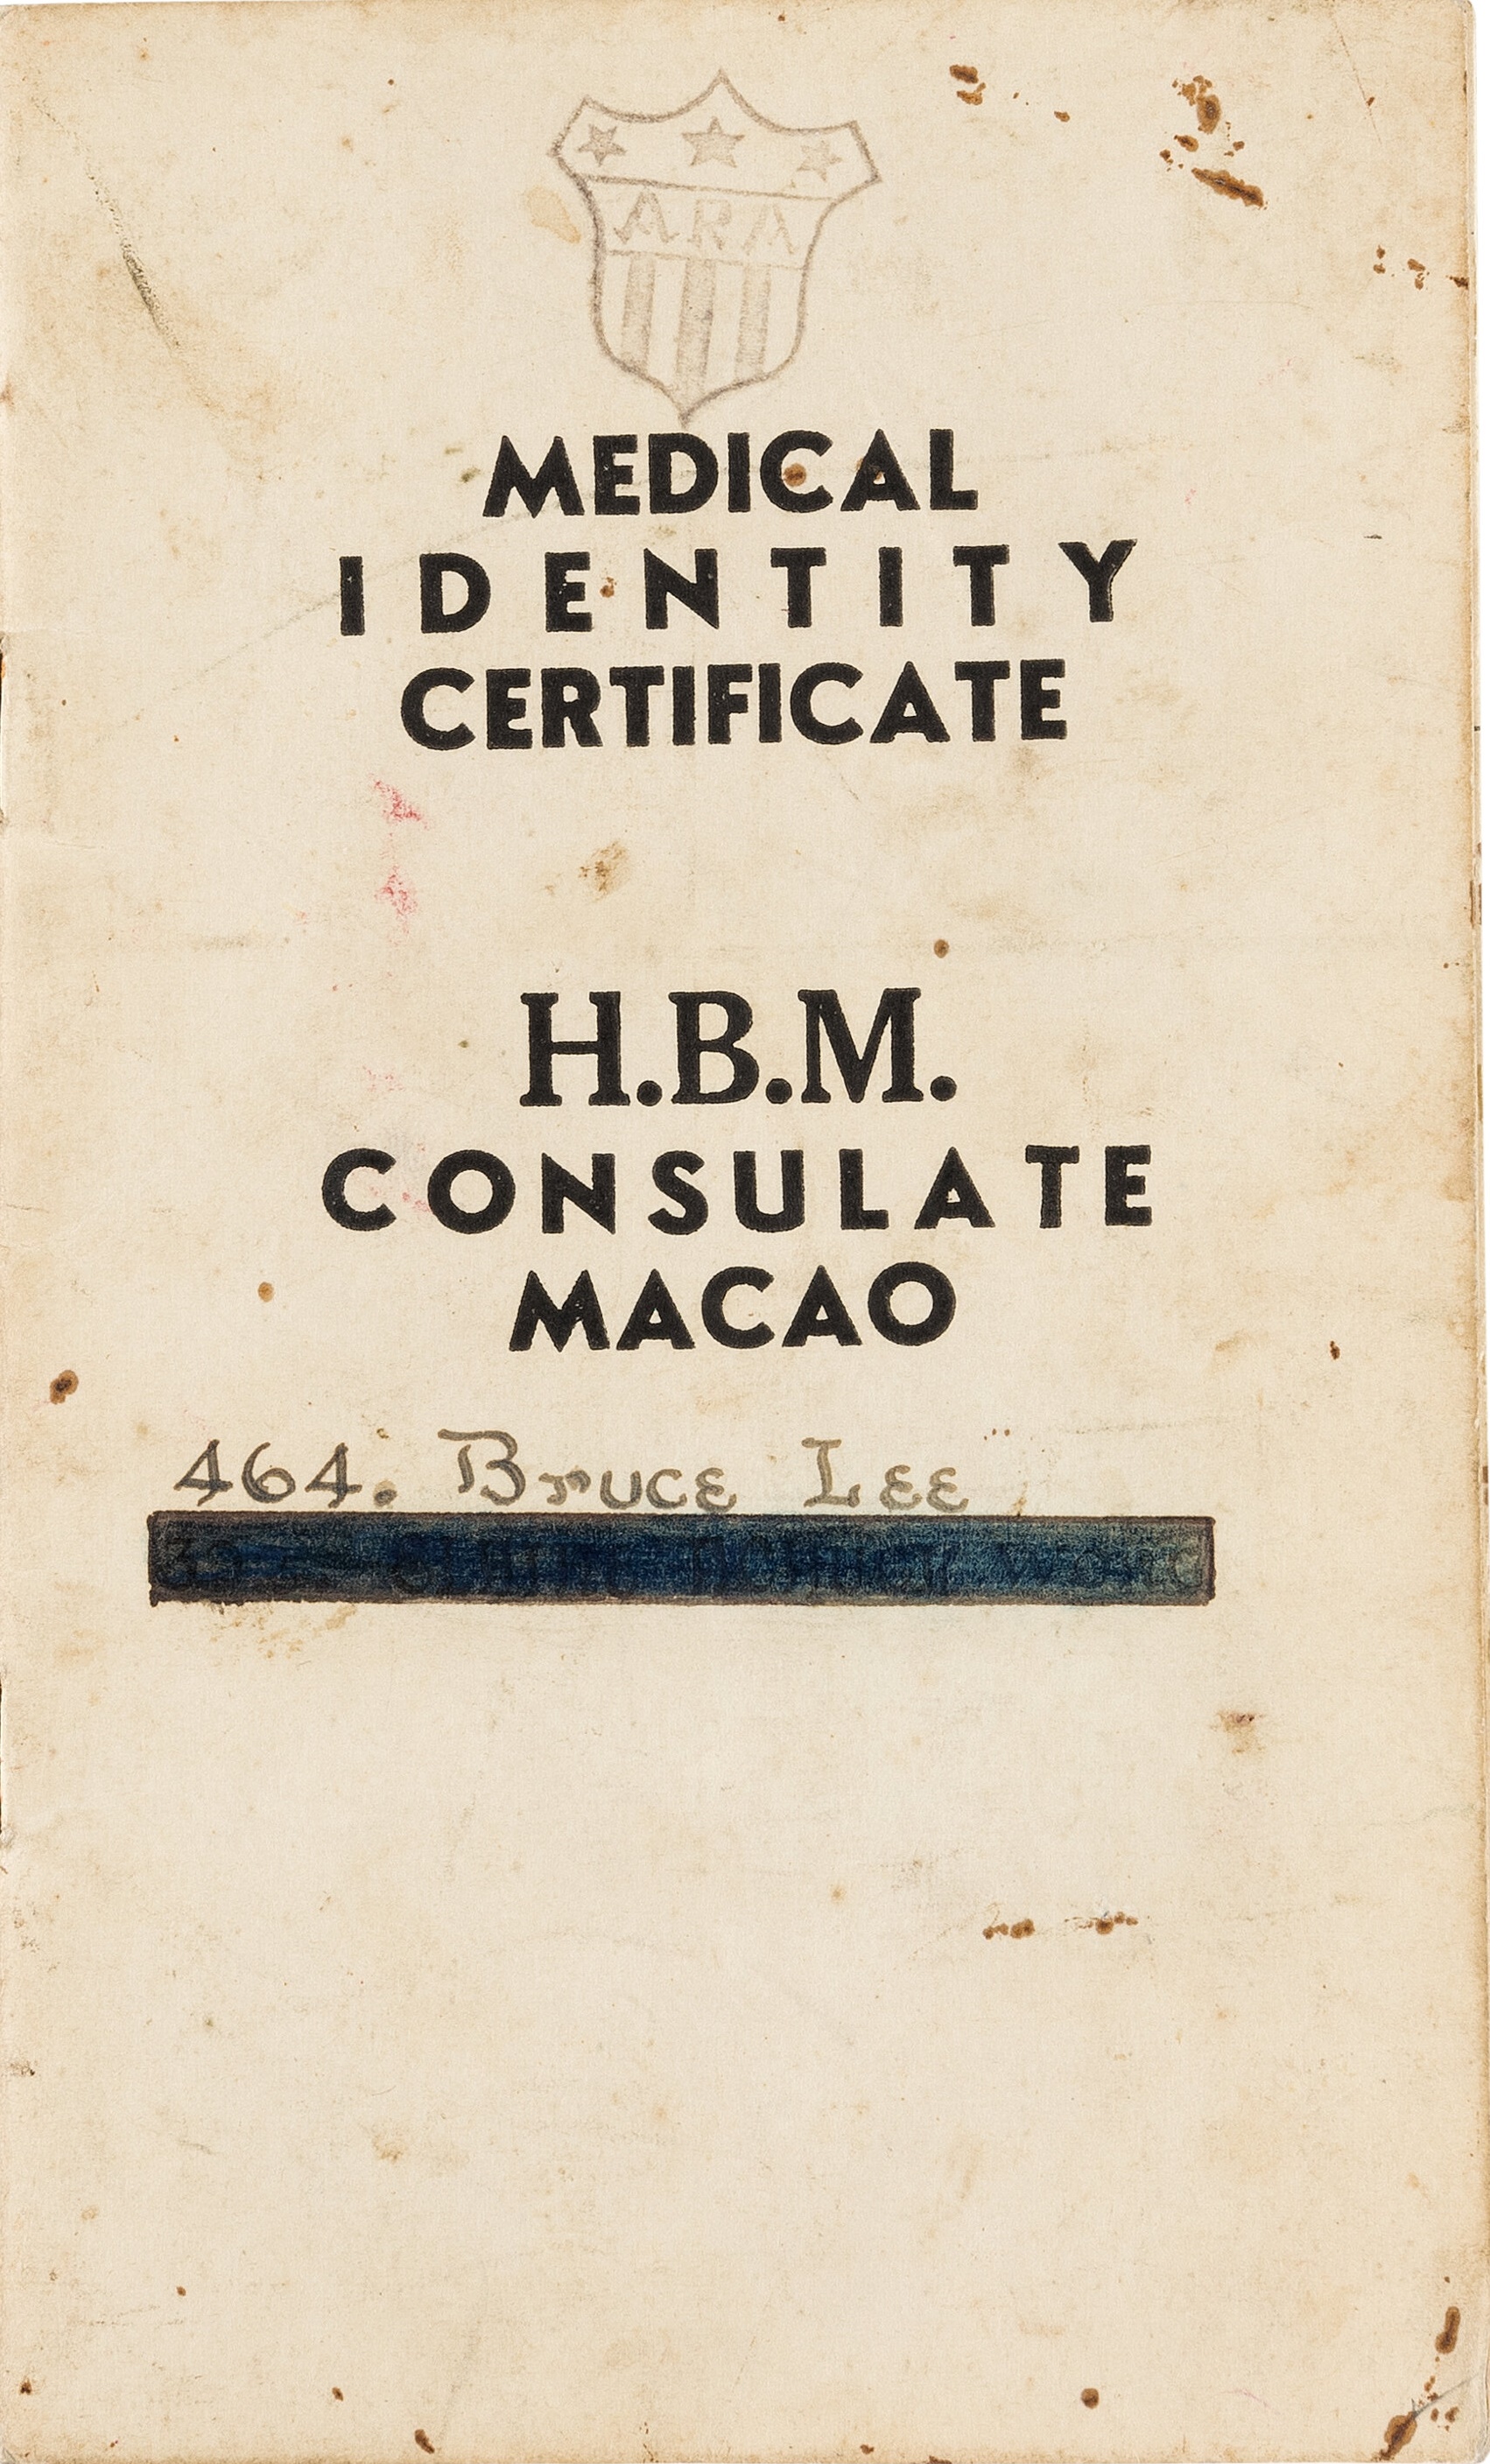 ARA
MEDICAL
IDENTITY
CERTIFICATE
H.B.M.
CONSULATE
MACAO
464. Bruce Lee